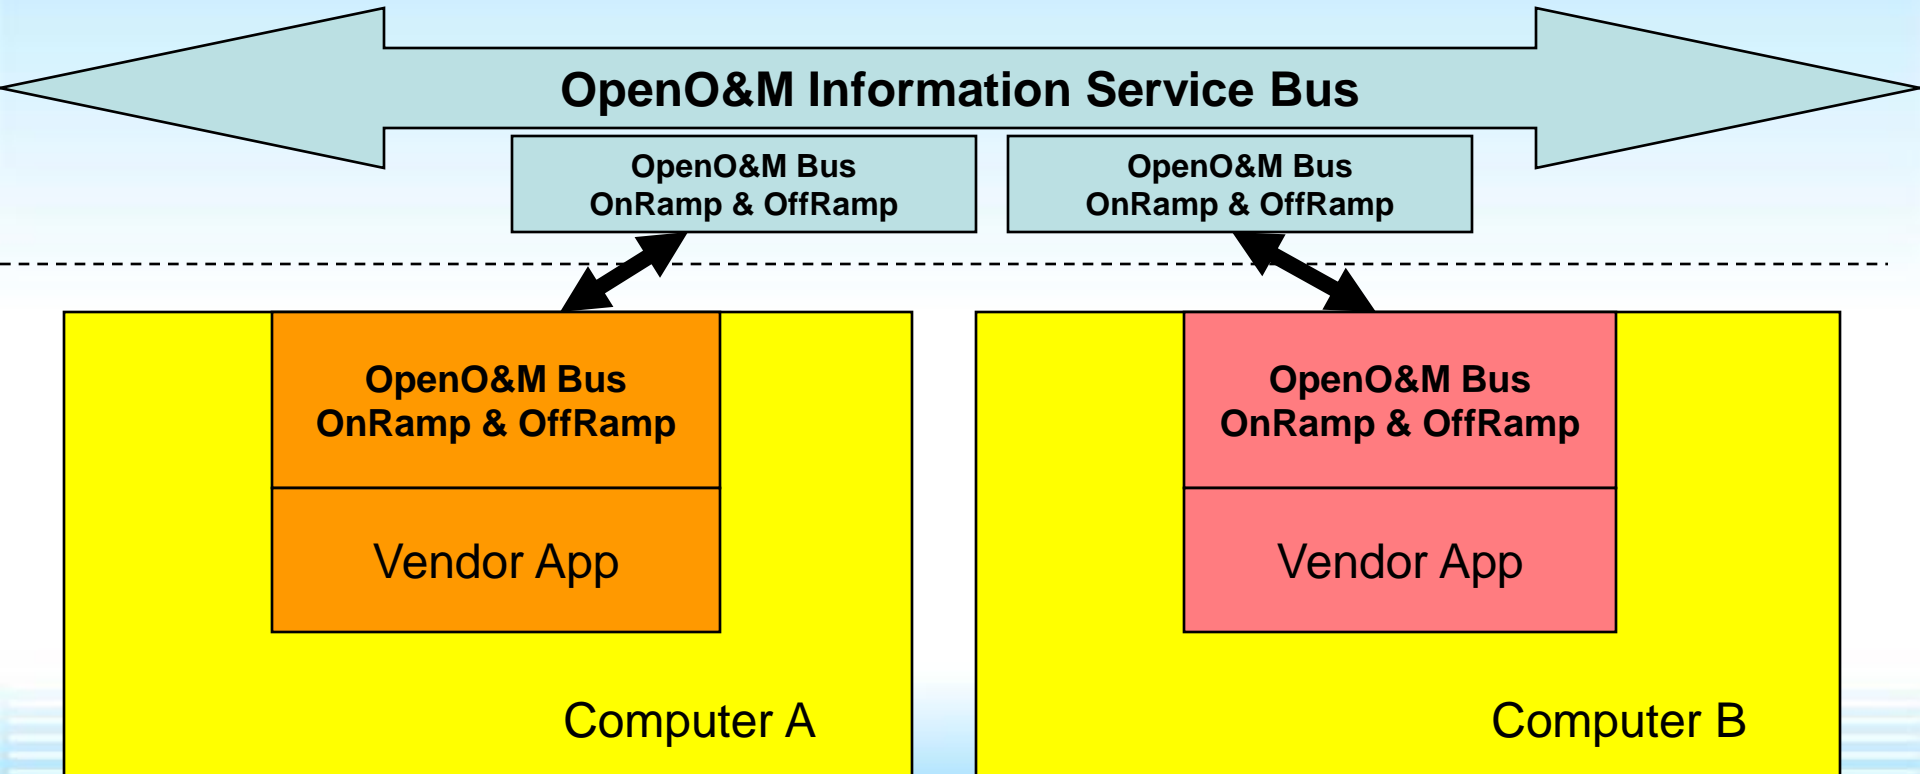 OpenO&M Information Service Bus
OpenO&M Bus
OnRamp & OffRamp
OpenO&M Bus
OnRamp & OffRamp
OpenO&M Bus
OnRamp & OffRamp
Vendor App
Computer A
OpenO&M Bus
OnRamp & OffRamp
Vendor App
Computer B